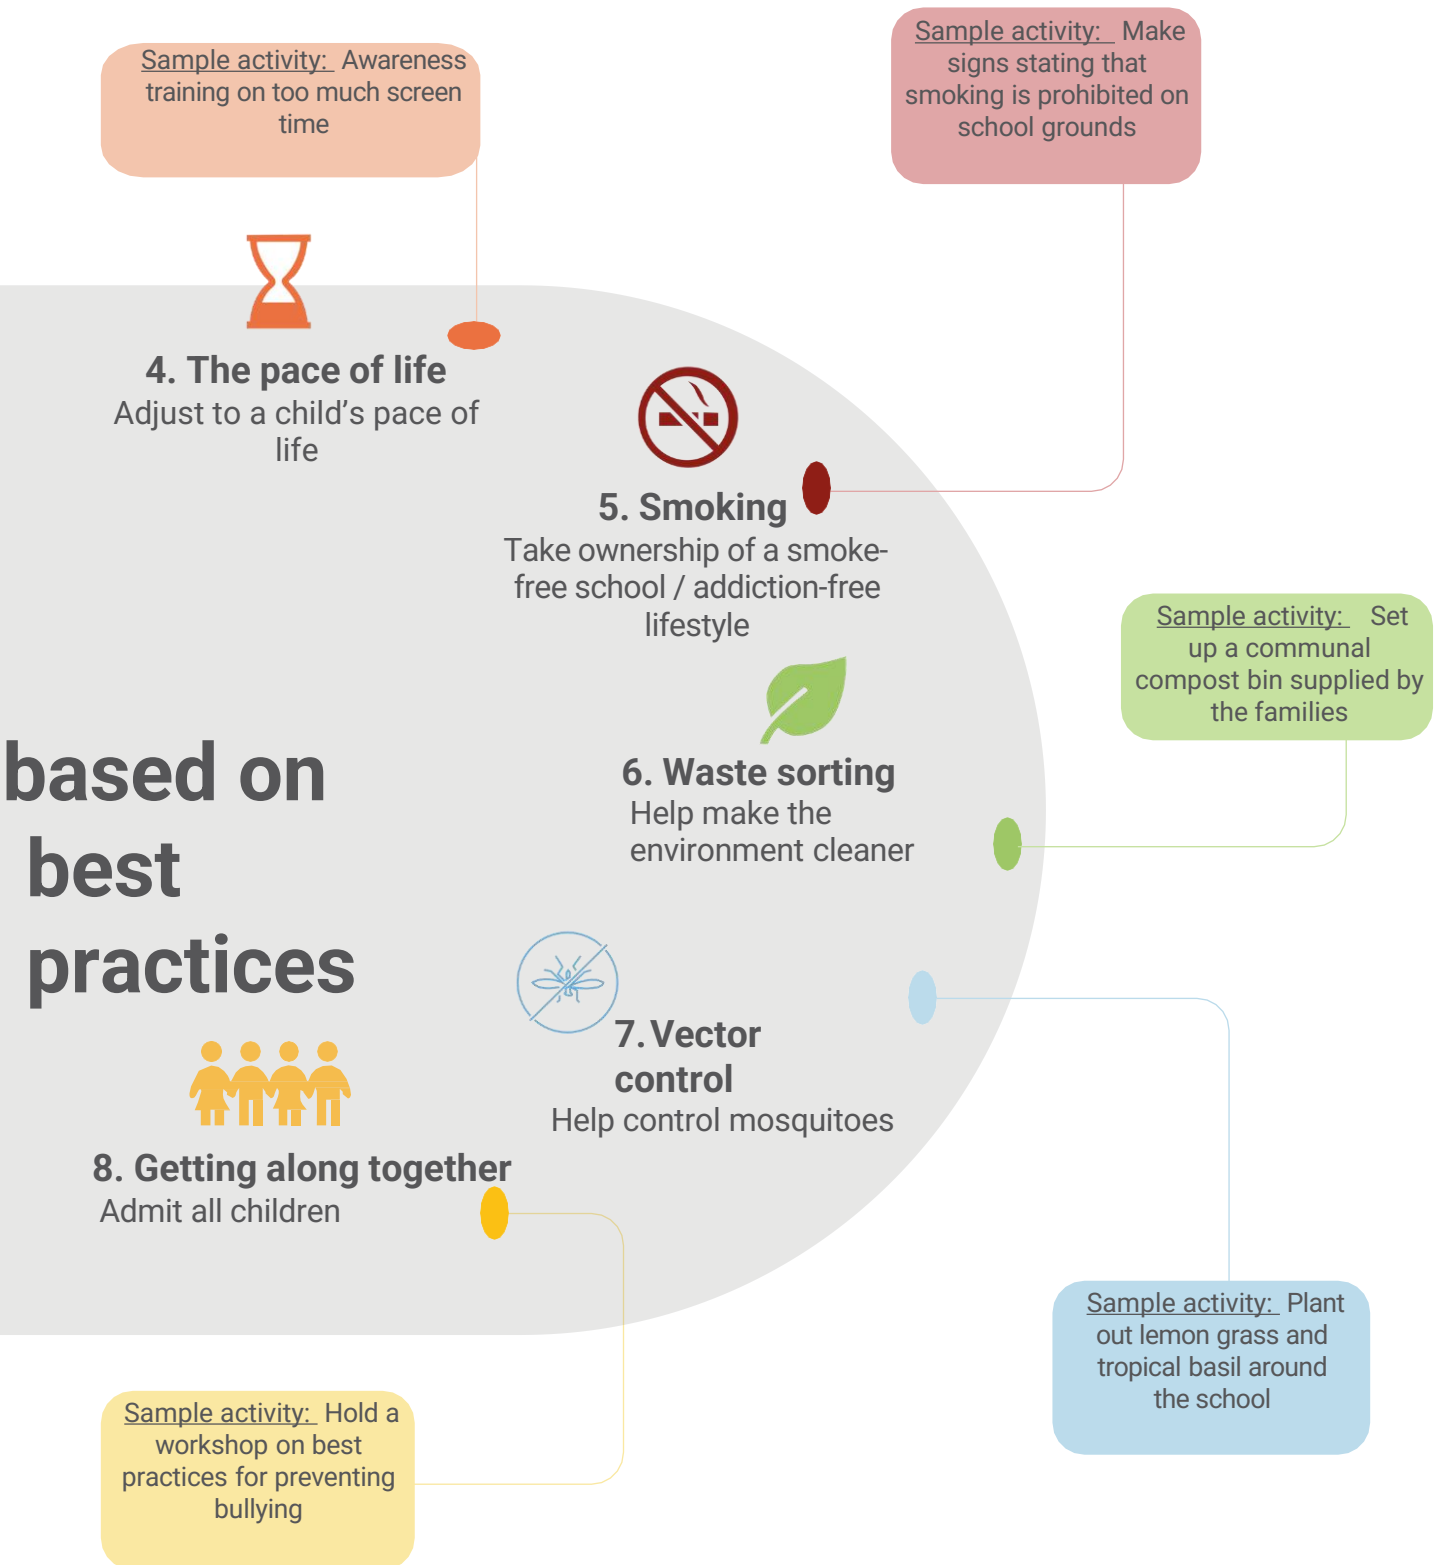 Sample activity: Awareness
training on too much screen
time
Sample activity: Make
signs stating that
smoking is prohibited on
school grounds
4. The pace of life
Adjust to a child’s pace of
life
5. Smoking
Take ownership of a smoke-
free school / addiction-free
lifestyle
Sample activity: Set
up a communal
compost bin supplied by
the families
based on
best
practices
6. Waste sorting
Help make the
environment cleaner
7. Vector
control
Help control mosquitoes
8. Getting along together
Admit all children
Sample activity: Plant
out lemon grass and
tropical basil around
the school
Sample activity: Hold a
workshop on best
practices for preventing
bullying